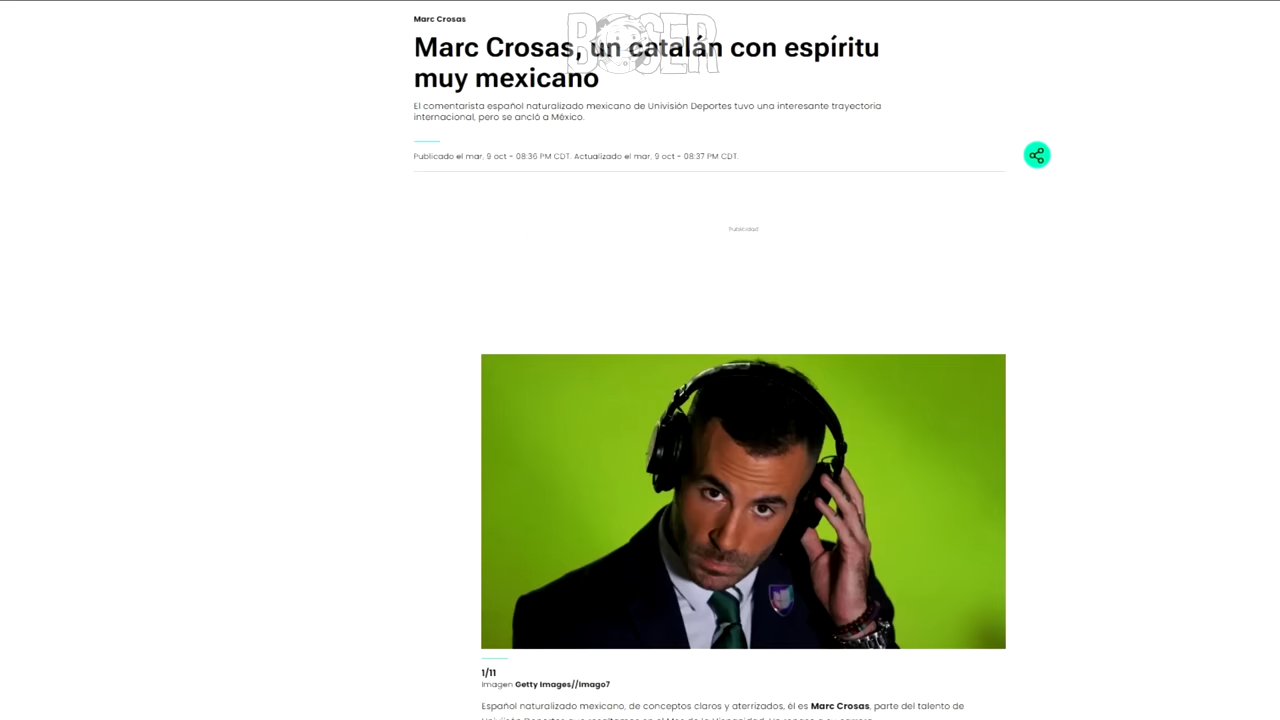 Marc Crosas
BOSER
Marc Crosas, un catalán con espíritu
muy mexicano
El comentarista español naturalizado mexicano de Univisión Deportes tuvo una interesante trayectoria
internacional, pero se ancló a México.
Publicado el mar, 9 oct - 08:36 PM CDT. Actualizado el mar, 9 oct - 08:37 PM CDT.
Publicidad
1/11
Imagen Getty Images//Imago7
Español naturalizado mexicano, de conceptos claros y aterrizados, él es Marc Crosas, parte del talento de